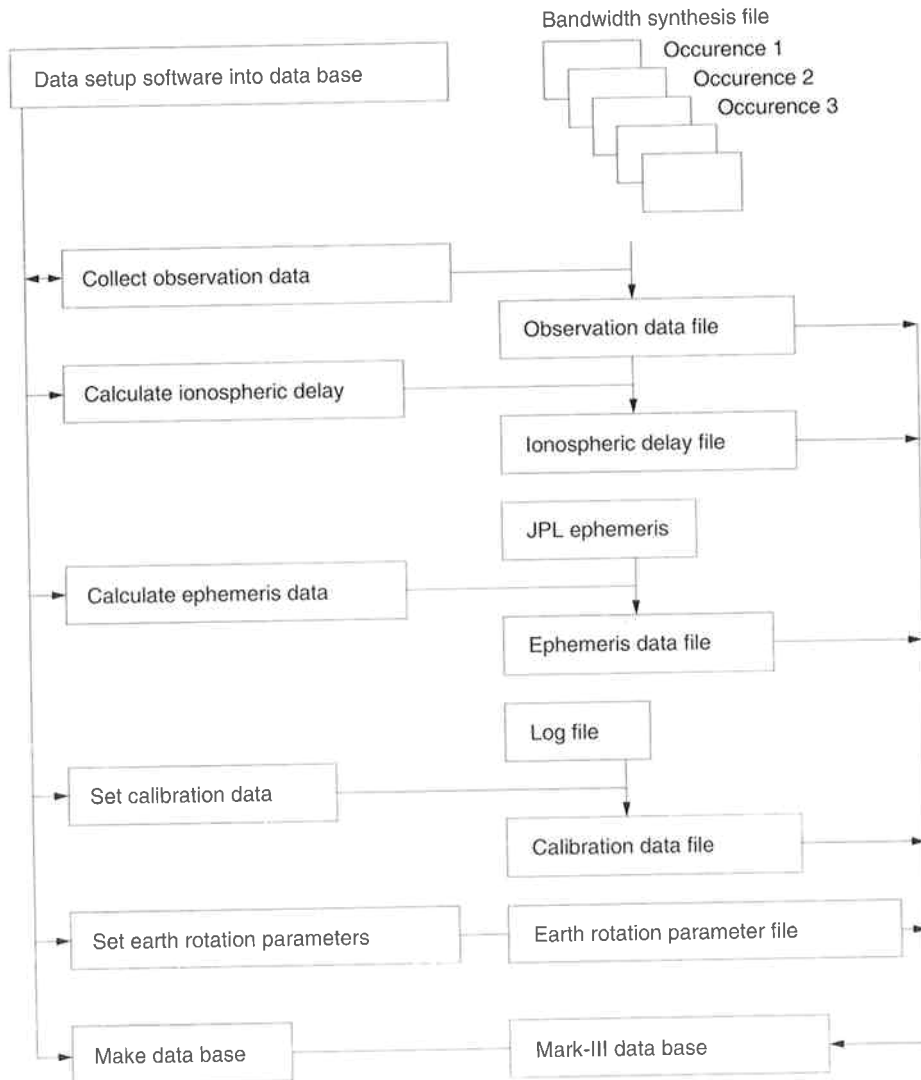 Bandwidth synthesis file
Occurence 1
Data setup software into data base
Occurence 2
Occurence 3
Collect observation data
Observation data file
Calculate ionospheric delay
Ionospheric delay file
JPL ephemeris
Calculate ephemeris data
Ephemeris data file
Log file
Set calibration data
Calibration data file
Set earth rotation parameters
Earth rotation parameter file
Make data base
Mark-III data base